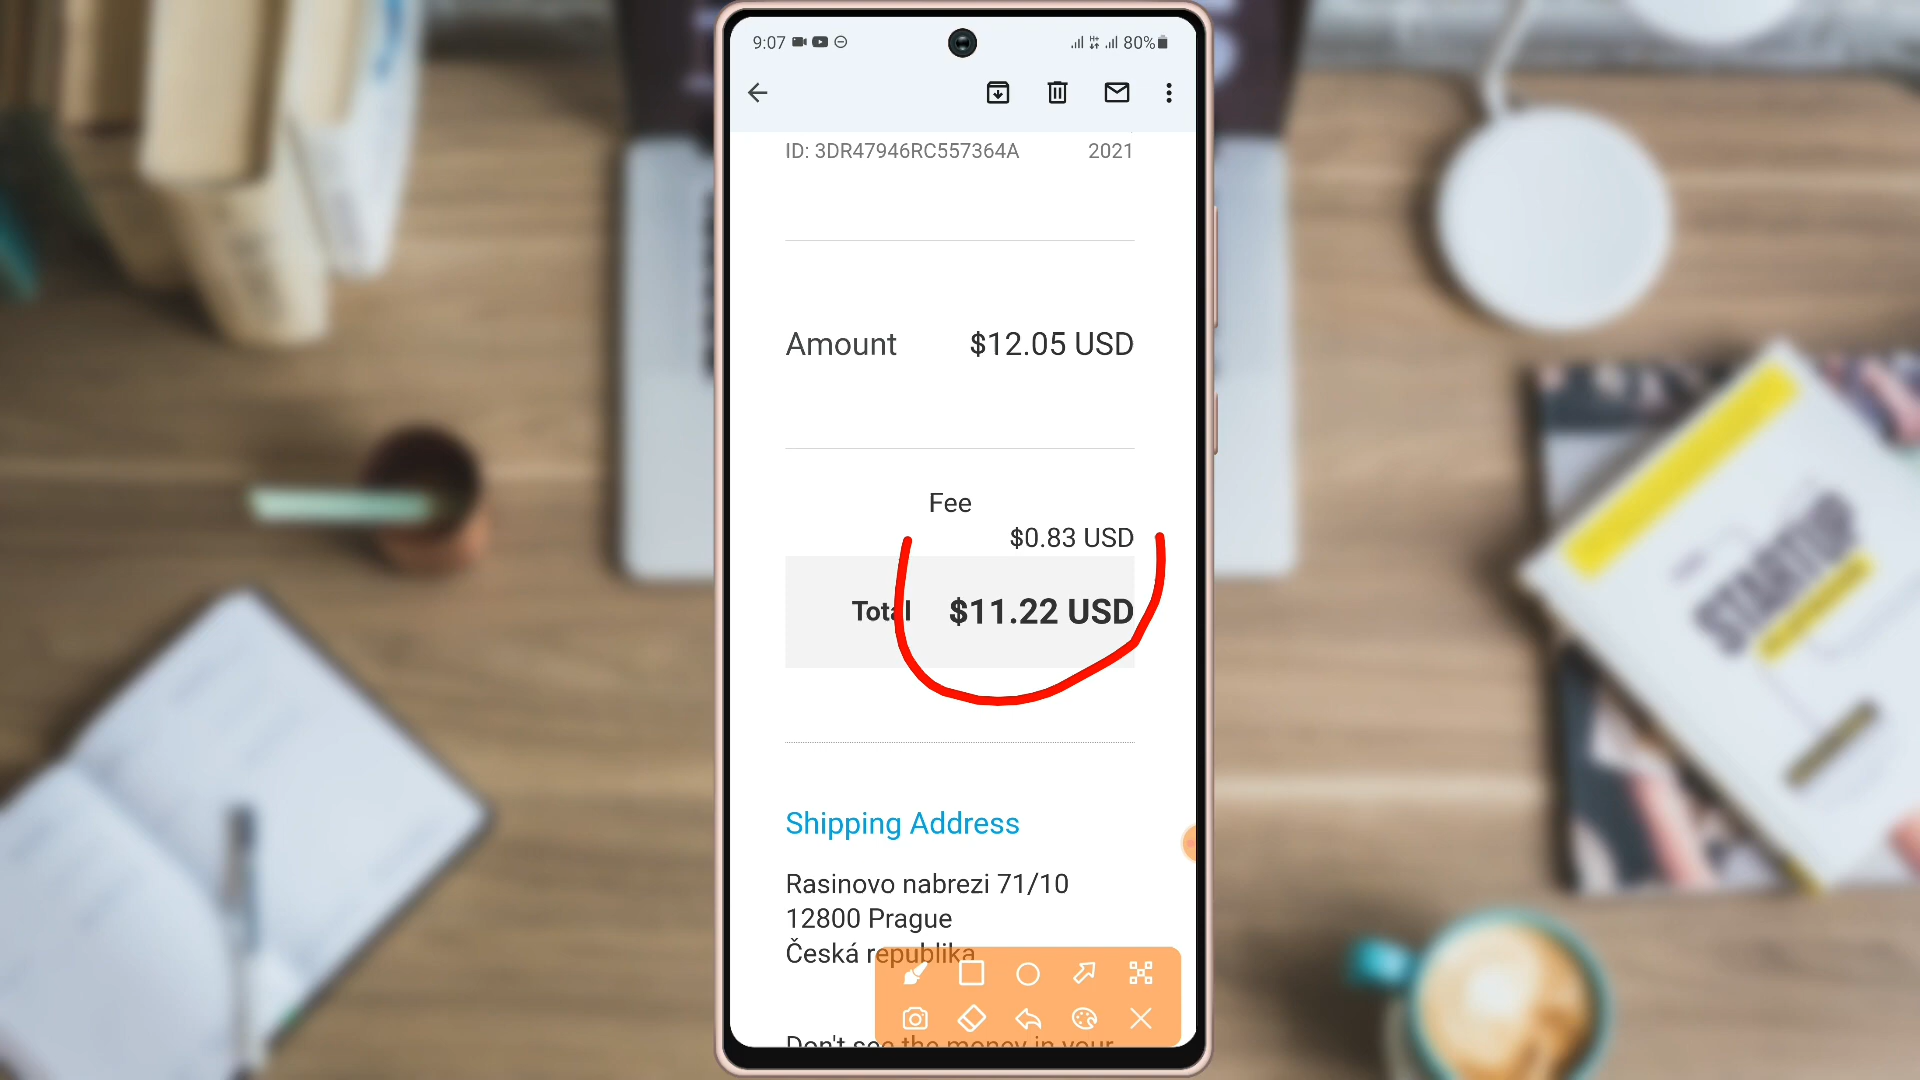 9:07
80%
ID: 3DR47946RC557364A 2021
Amount $12.05 USD
Fee
$0.83 USD
Total $11.22 USD
Shipping Address
Rasinovo nabrezi 71/10
12800 Prague
Česká republika
Don't see the money in your
STARTUP